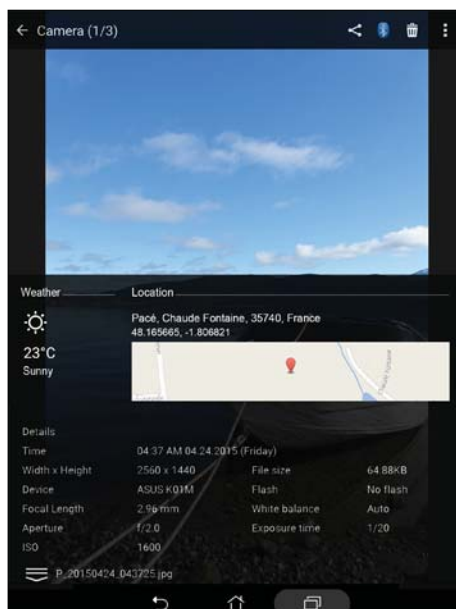 Camera (1/3)
Weather
Location
Pacé, Chaude Fontaine, 35740, France
48.165665, -1.806821
23°C
Sunny
Chaude Fontaine
Details
Time 04:37 AM 04.24.2015 (Friday)
Width x Height 2560 x 1440 File size 64.88KB
Device ASUS K01M Flash No flash
Focal Length 2.96 mm White balance Auto
Aperture f/2.0 Exposure time 1/20
ISO 1600
P_20150424_043725.jpg